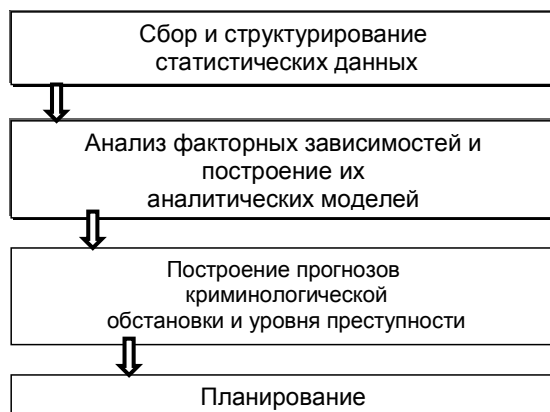 Сбор и структурирование
статистических данных
Анализ факторных зависимостей и
построение их
аналитических моделей
Построение прогнозов
криминологической
обстановки и уровня преступности
Планирование